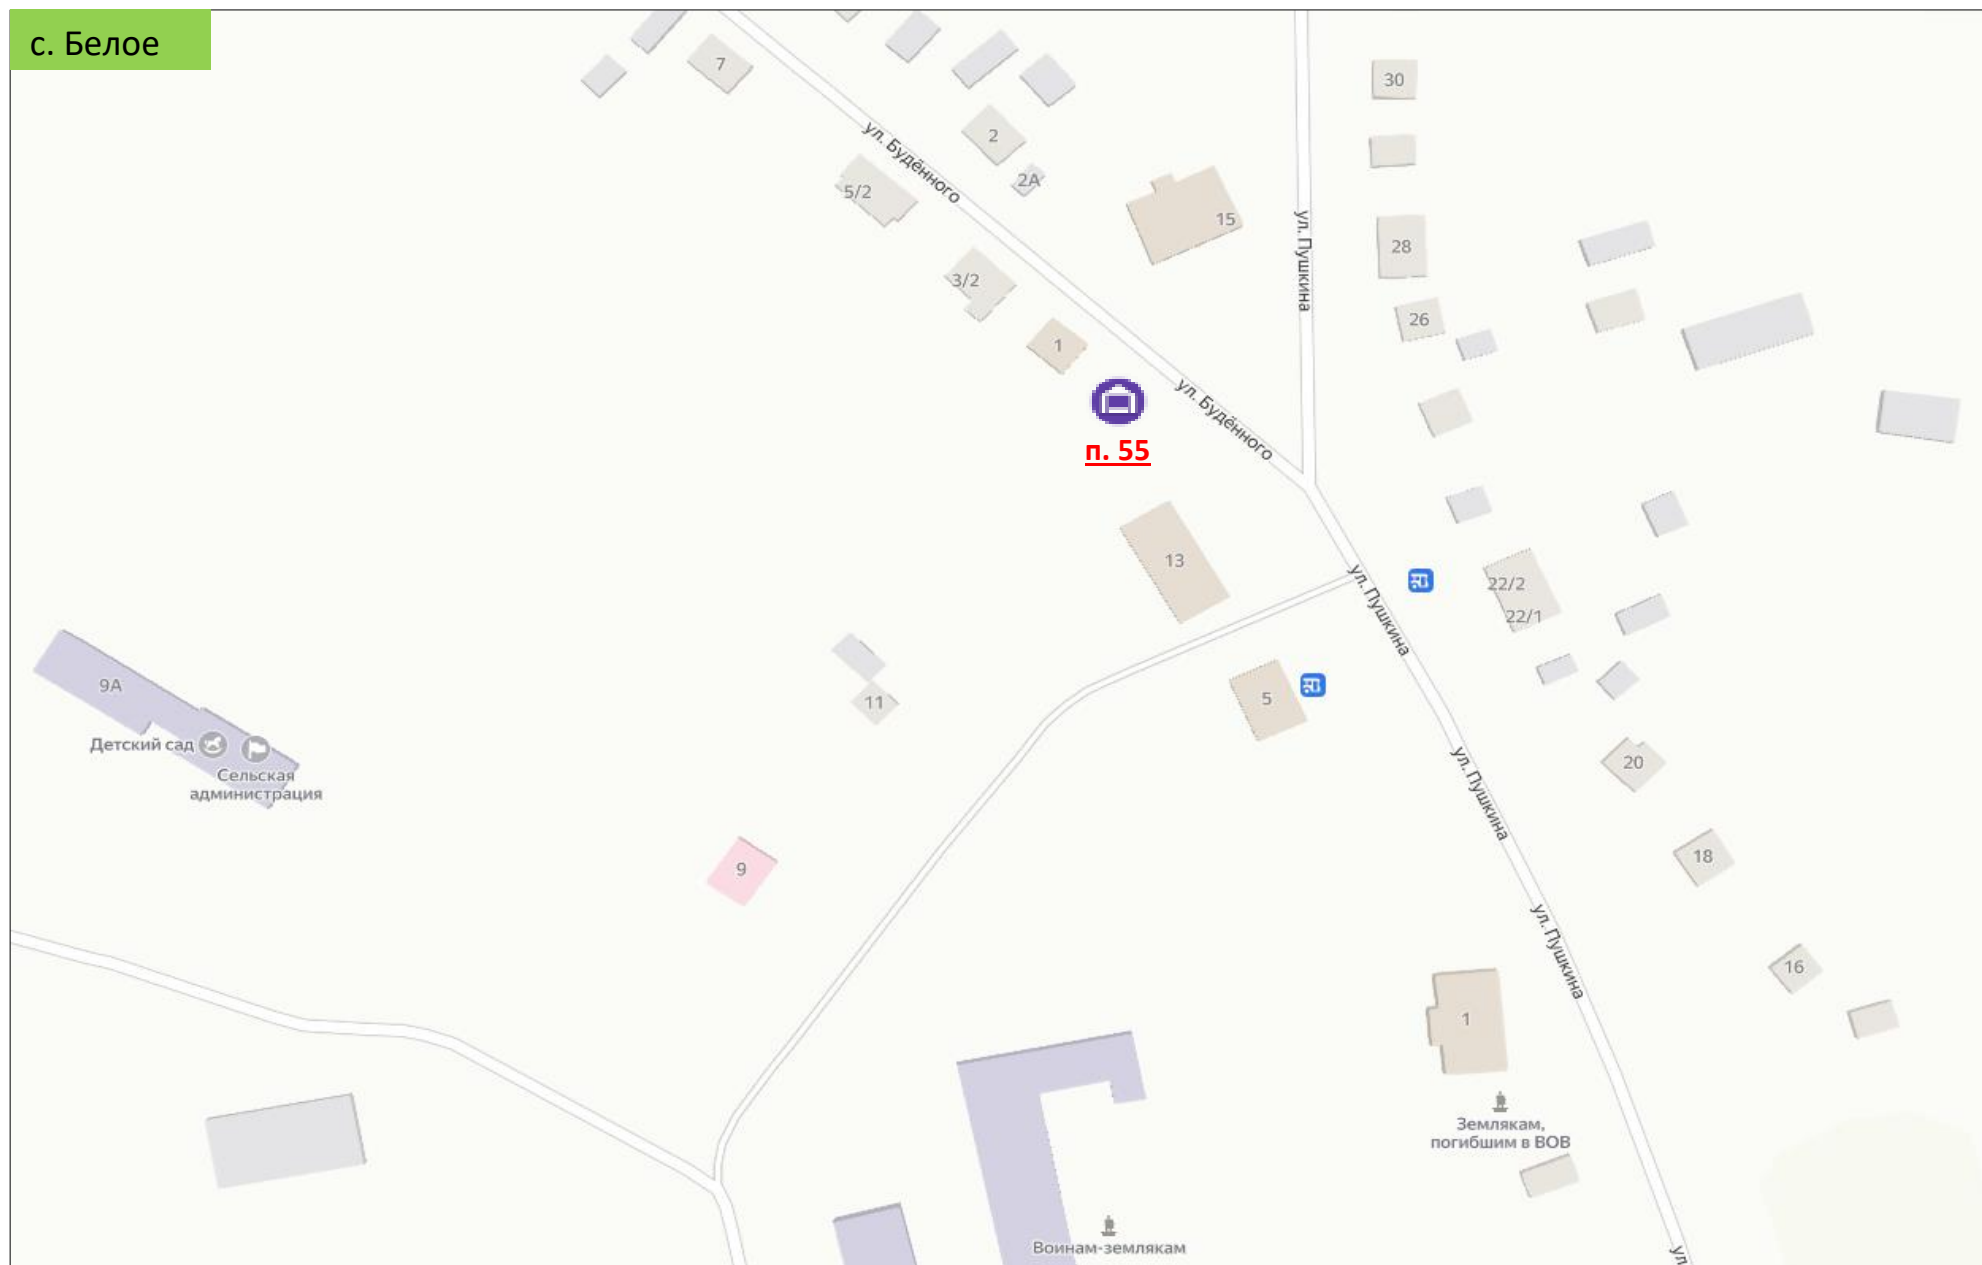 с. Белое
7
30
ул. Будённого
2
2А
5/2
15
ул. Пушкина
28
3/2
26
1
ул. Будённого
п. 55
13
ул. Пушкина
22/2
22/1
9А
11
5
Детский сад
Сельская
администрация
ул. Пушкина
20
18
9
ул. Пушкина
16
1
Землякам,
погибшим в ВОВ
Воинам-землякам
ул